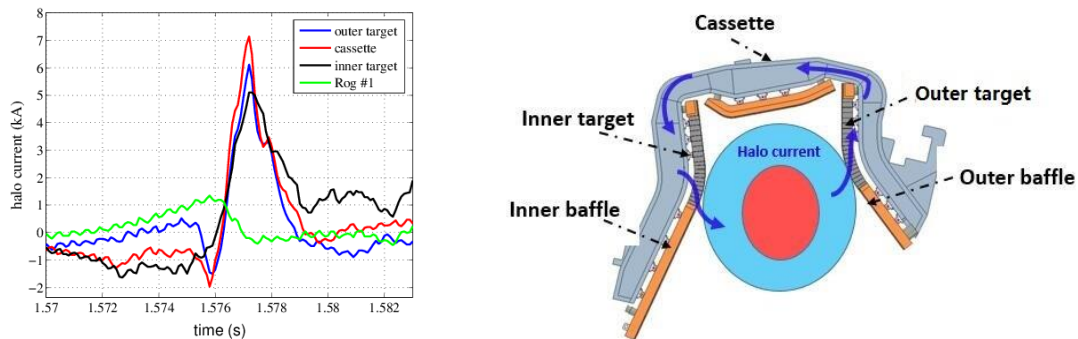 8
7
6
5
4
3
2
1
0
−1
−2
halo current (kA)
outer target
cassette
inner target
Rog #1
1.57 1.572 1.574 1.576 1.578 1.58 1.582
time (s)
Cassette
Outer target
Inner target
Halo current
Outer baffle
Inner baffle